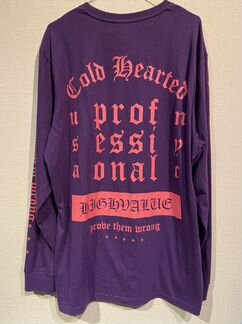 Cold Hearted
u prof n
s essi y
a onal c
HIGHVALUE
prove them wrong